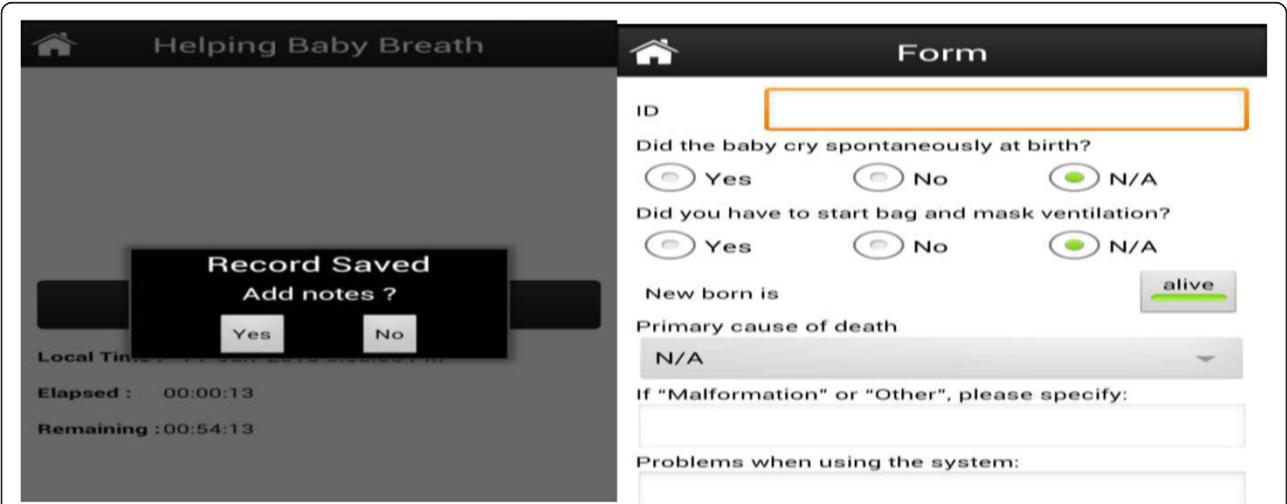 Helping Baby Breath
Record Saved
Add notes ?
Yes
No
Local
Elapsed : 00:00:13
Remaining :00:54:13
Form
ID
Did the baby cry spontaneously at birth?
Yes No N/A
Did you have to start bag and mask ventilation?
Yes No N/A
New born is alive
Primary cause of death
N/A
If “Malformation” or “Other”, please specify:
Problems when using the system: